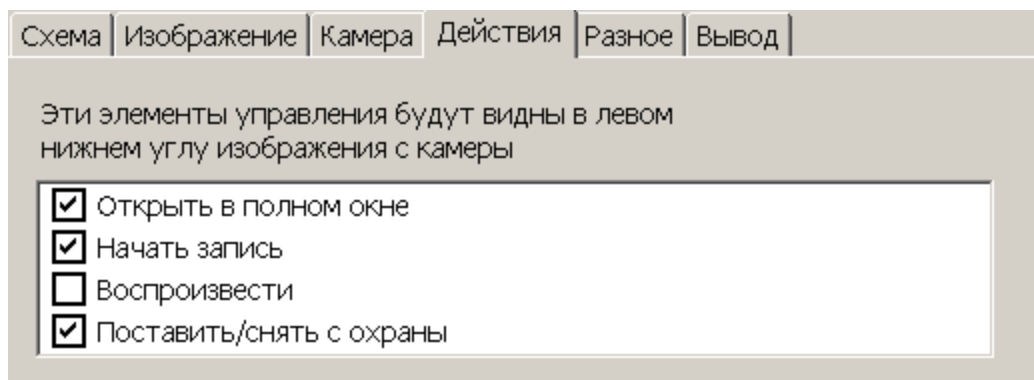 Схема Изображение Камера Действия Разное Вывод
Эти элементы управления будут видны в левом
нижнем углу изображения с камеры
Открыть в полном окне
Начать запись
Воспроизвести
Поставить/снять с охраны